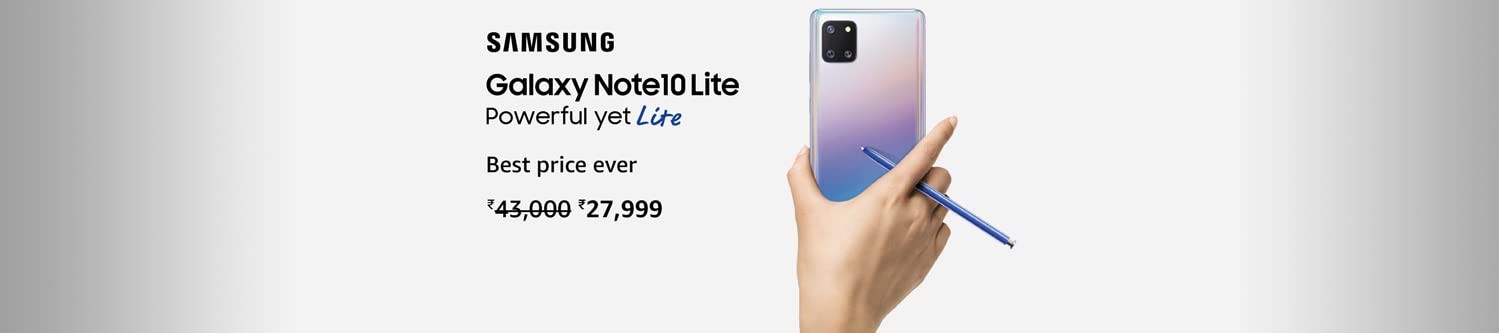 SAMSUNG
Galaxy Note10 Lite
Powerful yet Lite
Best price ever
₹43,000 ₹27,999